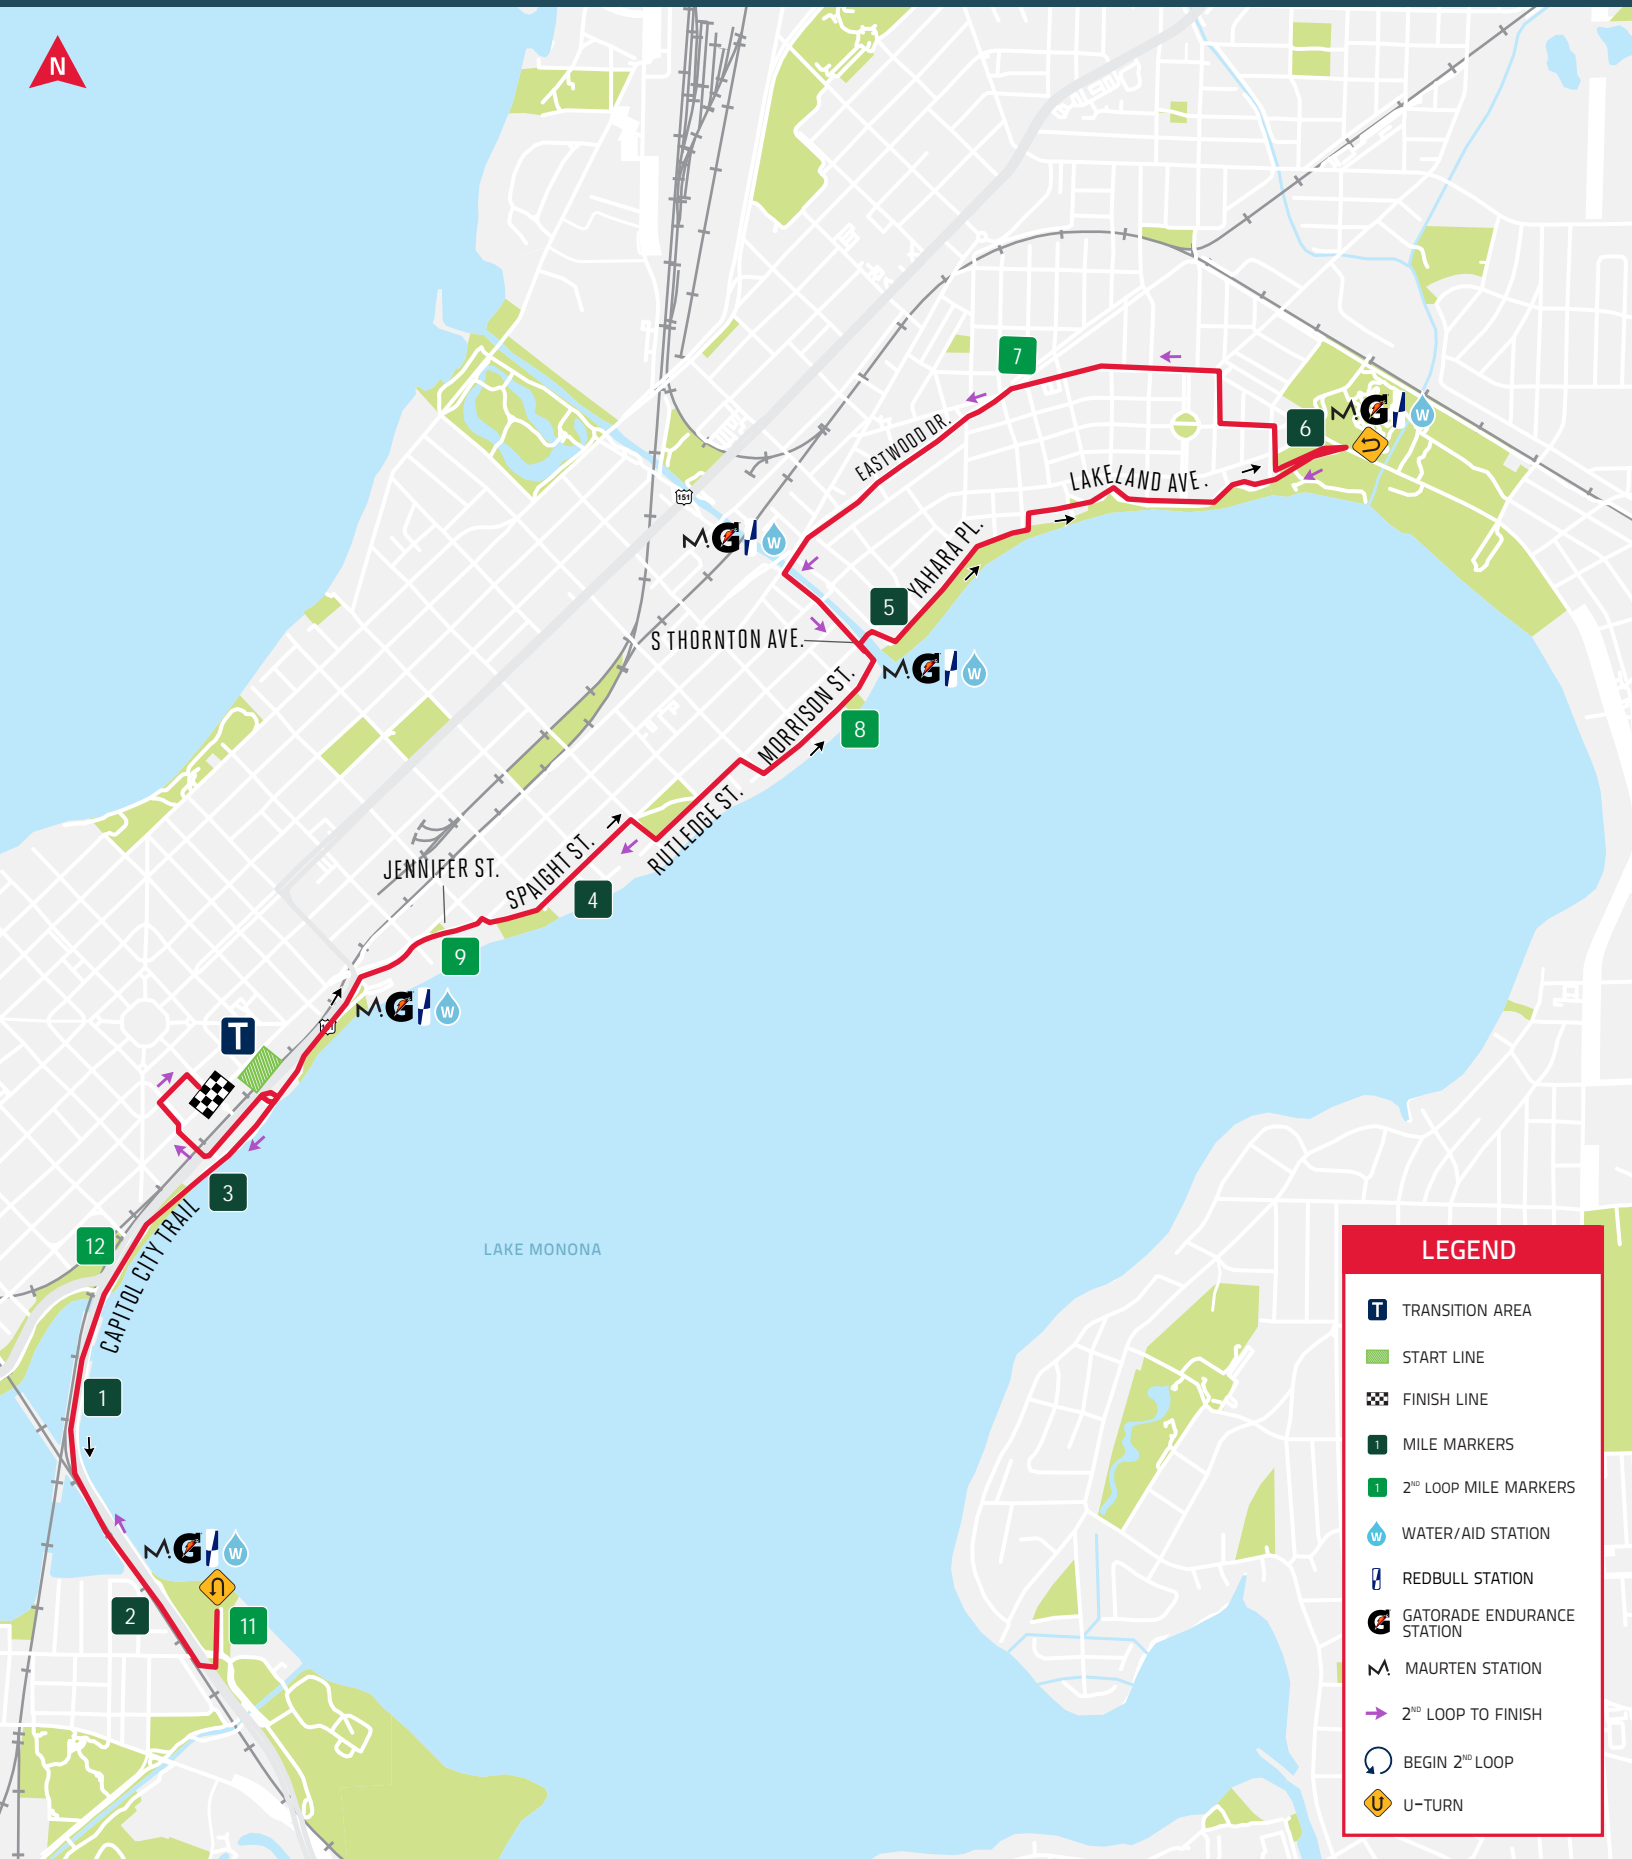 N
7
6
W
EASTWOOD DR.
LAKELAND AVE.
151
G
W
YAHARA PL.
5
S THORNTON AVE.
G
W
MORRISON ST.
8
RUTLEDGE ST.
JENNIFER ST.
SPAIGHT ST.
4
9
G
W
T
3
CAPITOL CITY TRAIL
12
LAKE MONONA
1
G
W
2
11
LEGEND
T TRANSITION AREA
START LINE
FINISH LINE
1 MILE MARKERS
1 2ND LOOP MILE MARKERS
W WATER/AID STATION
REDBULL STATION
G GATORADE ENDURANCE
STATION
M. MAURTEN STATION
2ND LOOP TO FINISH
BEGIN 2ND LOOP
U-TURN